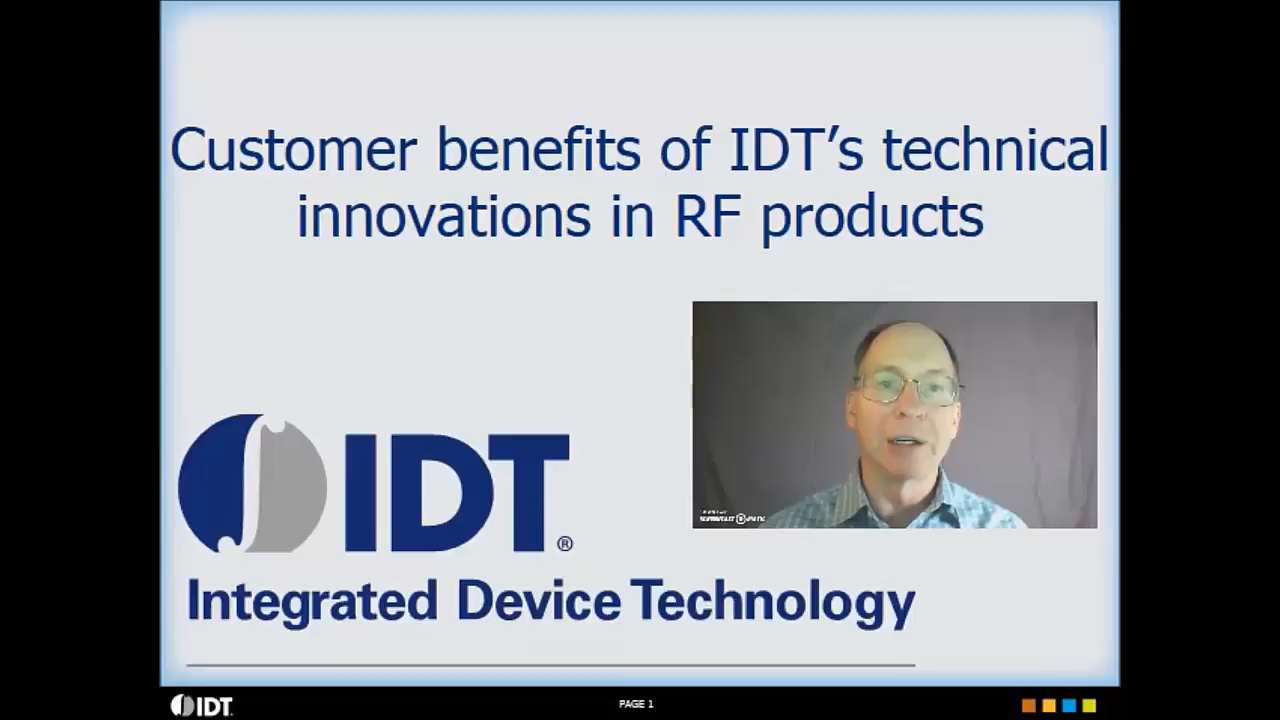 Customer benefits of IDT’s technical
innovations in RF products
IDT®
Integrated Device Technology
IDT.
PAGE 1